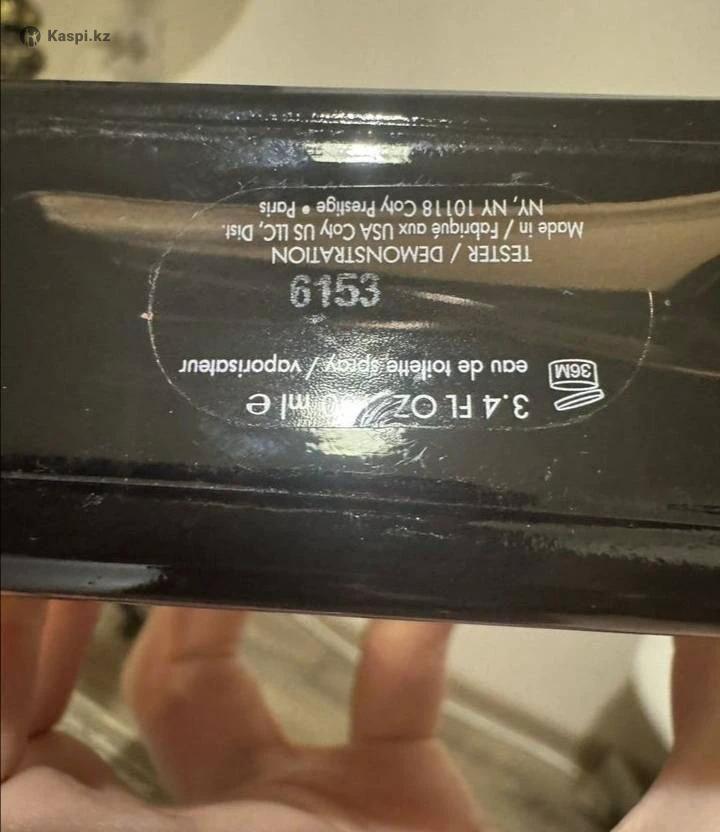 Kaspi.kz
3.4 FL OZ ml e
36M
eau de toilette spray / vaporisateur
6153
TESTER / DEMONSTRATION
Made in / Fabriqué aux USA Coty US LLC, Dist.
NY, NY 10118 Coty Prestige • Paris